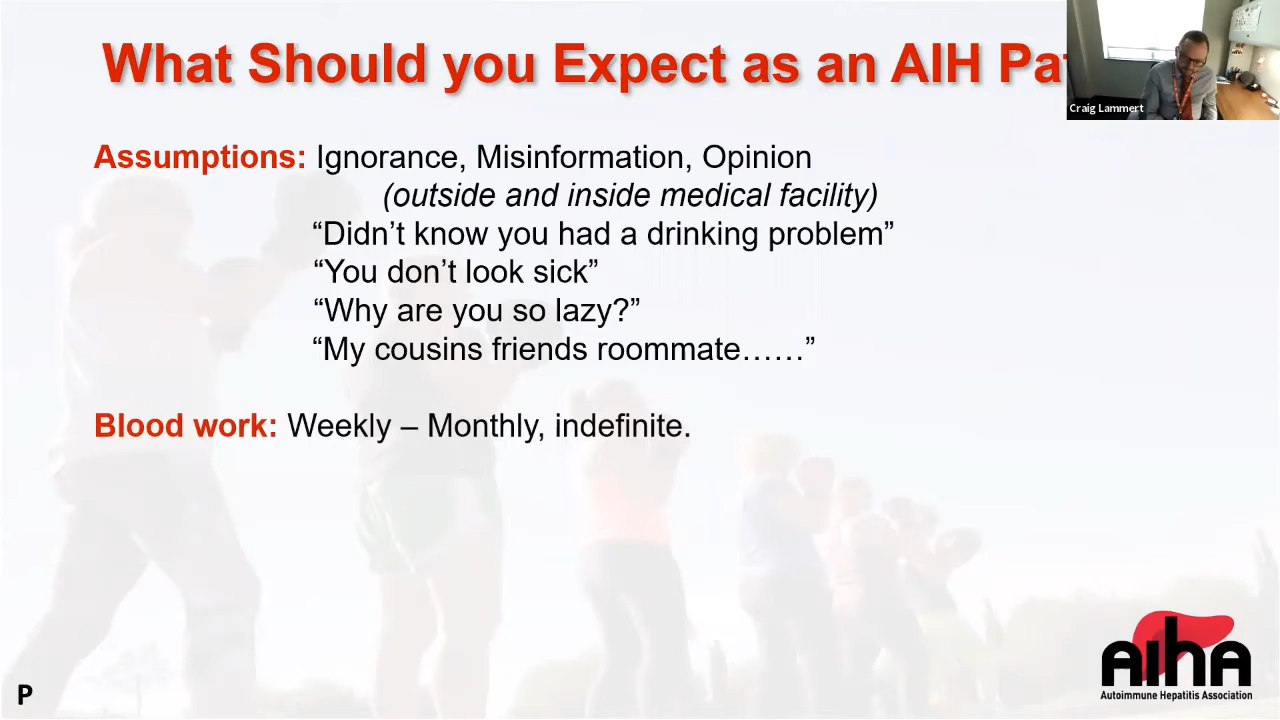 What Should you Expect as an AIH Pa
Craig Lammert
Assumptions: Ignorance, Misinformation, Opinion
(outside and inside medical facility)
“Didn’t know you had a drinking problem”
“You don’t look sick”
“Why are you so lazy?”
“My cousins friends roommate……”
Blood work: Weekly – Monthly, indefinite.
P
AIHA
Autoimmune Hepatitis Association